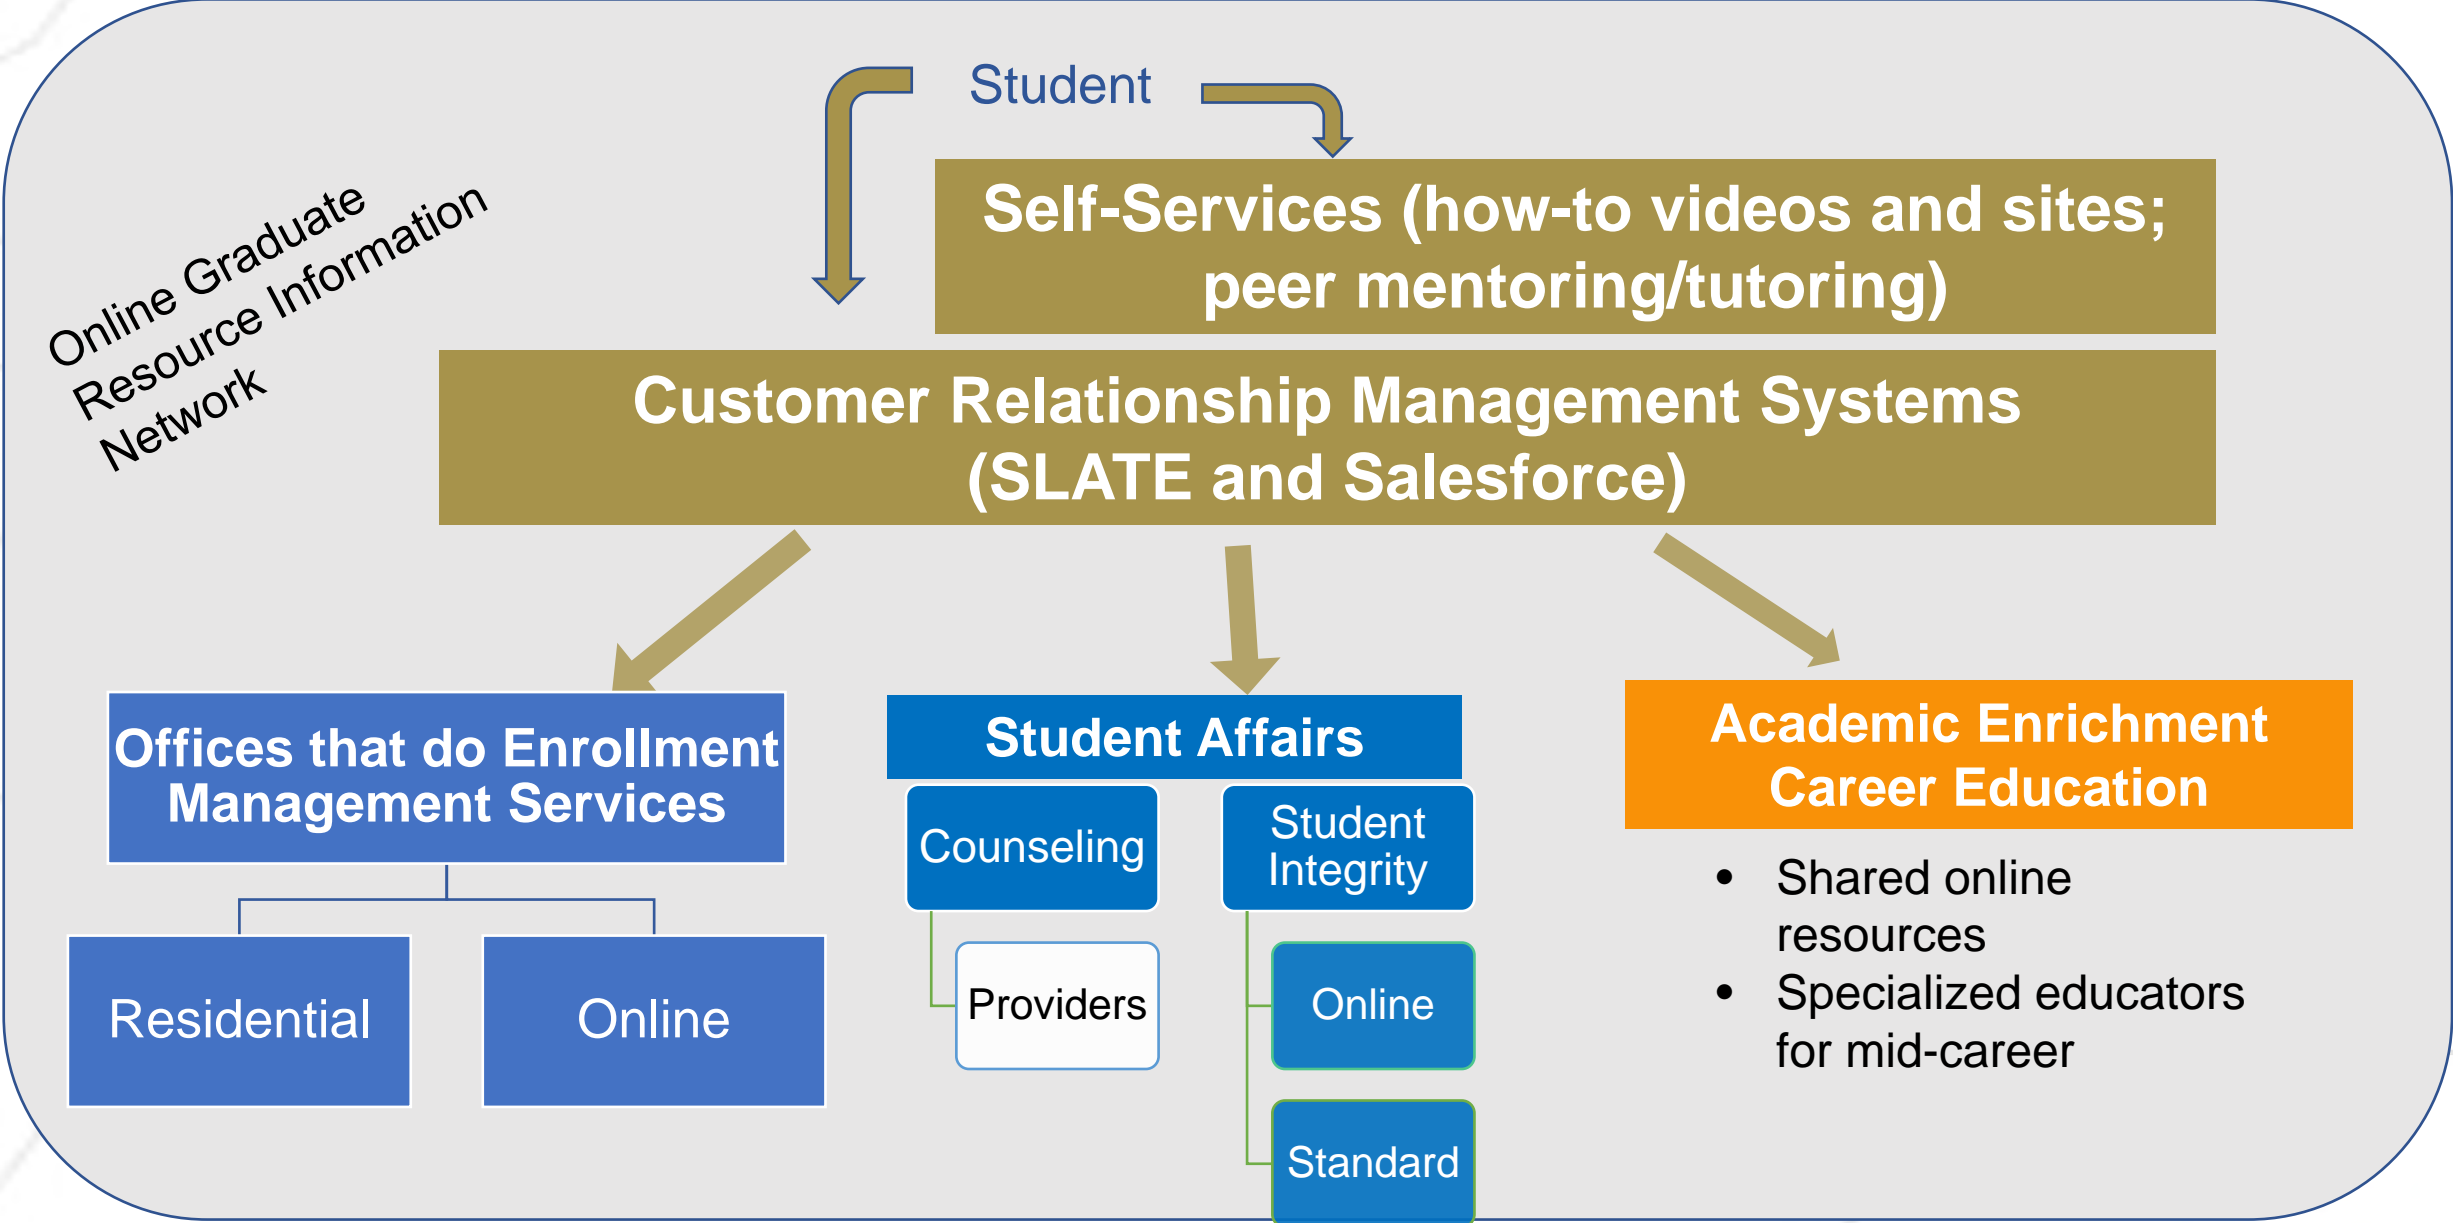 Student
Online Graduate
Resource Information
Network
Self-Services (how-to videos and sites;
peer mentoring/tutoring)
Customer Relationship Management Systems
(SLATE and Salesforce)
Offices that do Enrollment
Management Services
Residential
Online
Student Affairs
Counseling
Providers
Student
Integrity
Online
Standard
Academic Enrichment
Career Education
• Shared online
resources
• Specialized educators
for mid-career